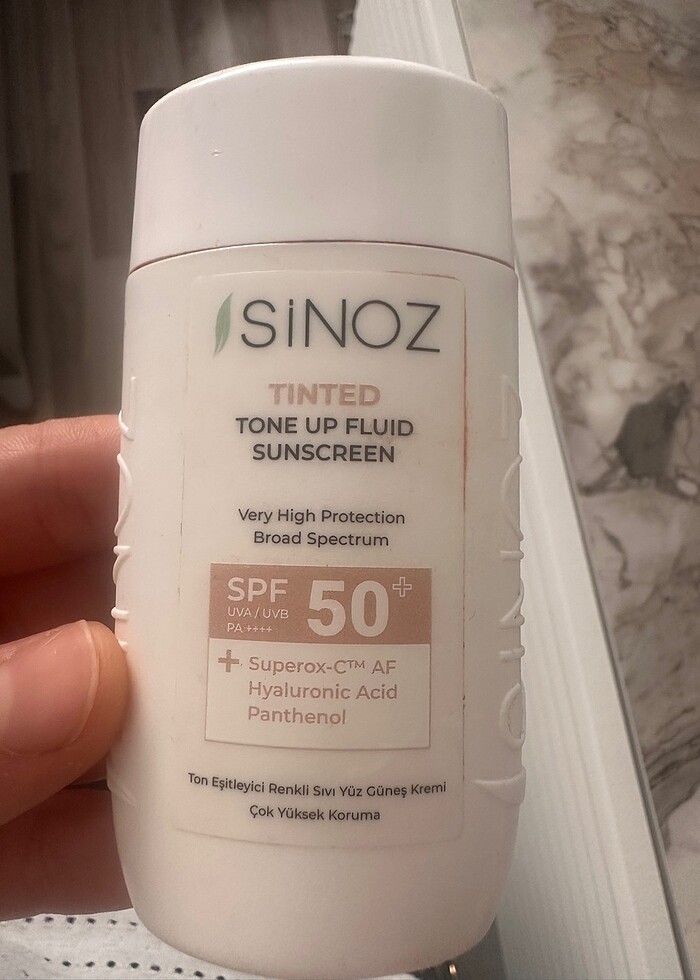 SiNOZ
TINTED
TONE UP FLUID
SUNSCREEN
Very High Protection
Broad Spectrum
SPF 50+
UVA / UVB
PA ++++
+ Superox-C™ AF
Hyaluronic Acid
Panthenol
Ton Eşitleyici Renkli Sıvı Yüz Güneş Kremi
Çok Yüksek Koruma